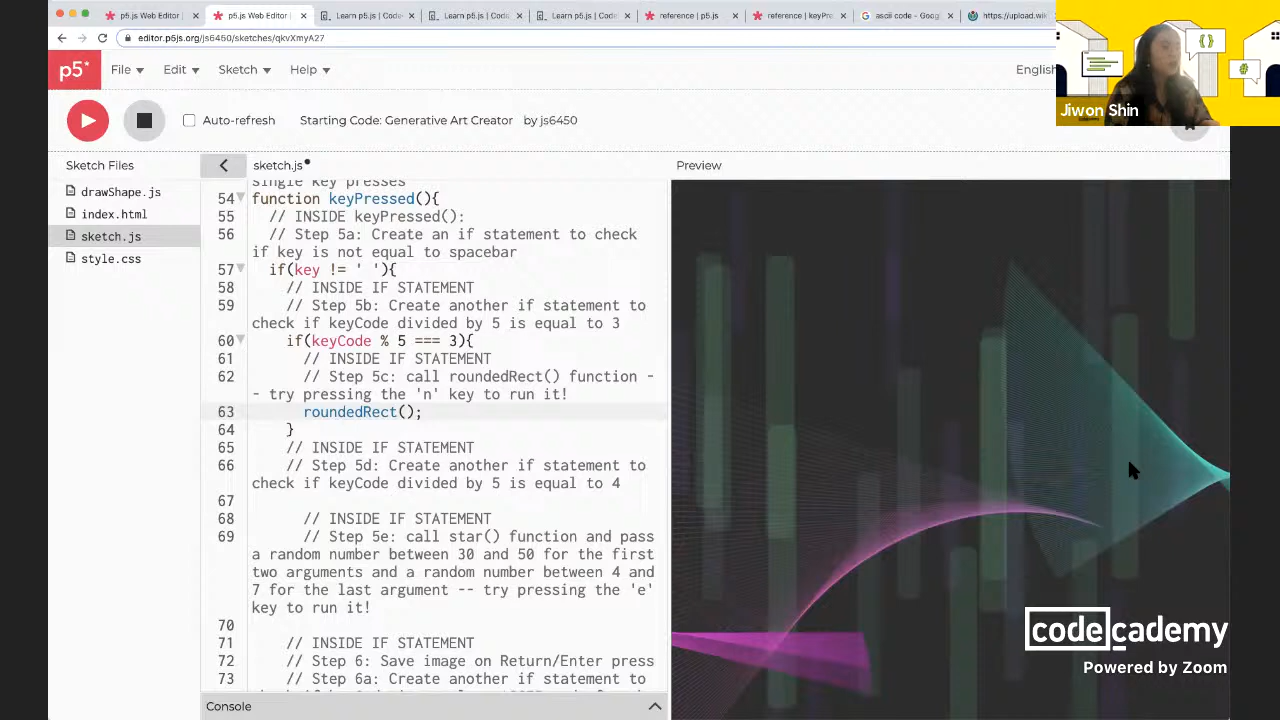 p5.js Web Editor
p5.js Web Editor
Learn p5.js | Code
Learn p5.js | Cod
Learn p5.js | Cod
reference | p5.js
reference | keyPre
ascii code - Goog
https://upload.wik
editor.p5js.org/js6450/sketches/qkvXmyA27
p5*
File
Edit
Sketch
Help
English
{ }
#
Jiwon Shin
Auto-refresh
Starting Code Generative Art Creator
by js6450
Sketch Files
sketch.js
Preview
drawShape.js
index.html
sketch.js
style.css
single key presses
54 function keyPressed(){
55 // INSIDE keyPressed():
56 // Step 5a: Create an if statement to check
if key is not equal to spacebar
57 if(key != ' '){
58 // INSIDE IF STATEMENT
59 // Step 5b: Create another if statement to
check if keyCode divided by 5 is equal to 3
60 if(keyCode % 5 === 3){
61 // INSIDE IF STATEMENT
62 // Step 5c: call roundedRect() function -
- try pressing the 'n' key to run it!
63 roundedRect();
64 }
65 // INSIDE IF STATEMENT
66 // Step 5d: Create another if statement to
check if keyCode divided by 5 is equal to 4
67
68 // INSIDE IF STATEMENT
69 // Step 5e: call star() function and pass
a random number between 30 and 50 for the first
two arguments and a random number between 4 and
7 for the last argument -- try pressing the 'e'
key to run it!
70
71 // INSIDE IF STATEMENT
72 // Step 6: Save image on Return/Enter press
73 // Step 6a: Create another if statement to
Console
codecademy
Powered by Zoom